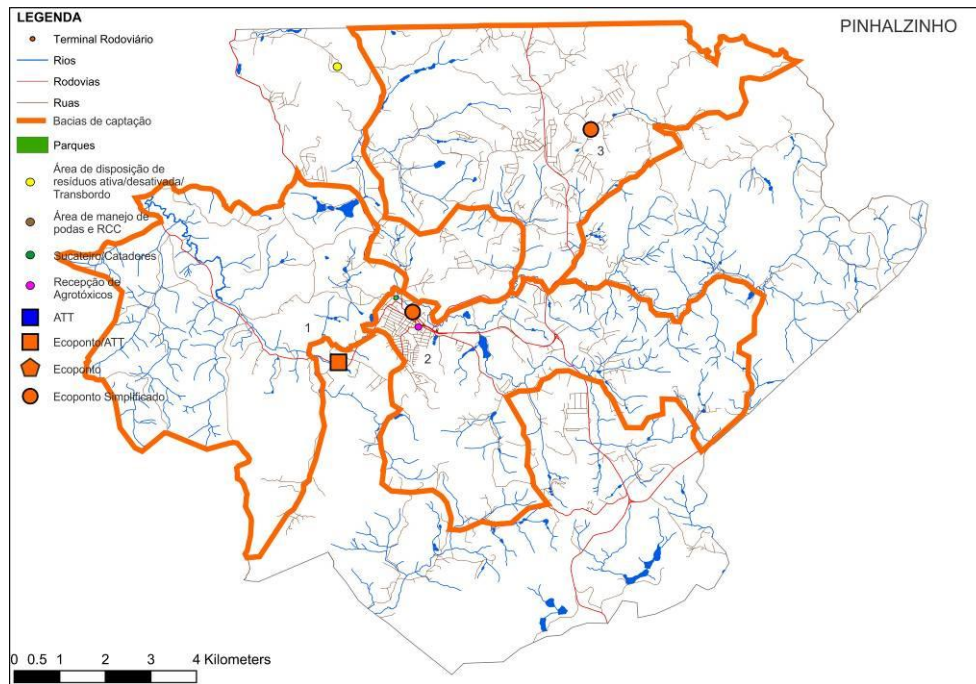 LEGENDA
Terminal Rodoviário
Rios
Rodovias
Ruas
Bacias de captação
Parques
Área de disposição de
resíduos ativa/desativada/
Transbordo
Área de manejo de
podas e RCC
Sucateiro/Catadores
Recepção de
Agrotóxicos
ATT
Ecoponto/ATT
Ecoponto
Ecoponto Simplificado
PINHALZINHO
3
1
2
0 0.5 1 2 3 4 Kilometers